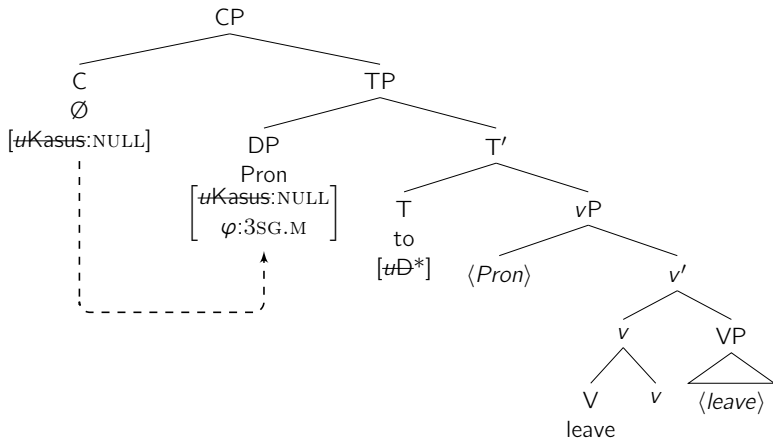 CP
C
TP
∅
[uKasus:NULL]
DP
T′
Pron
[uKasus:NULL
φ:3SG.M]
T
vP
to
[uD*]
⟨Pron⟩
v′
v
VP
V
v
⟨leave⟩
leave